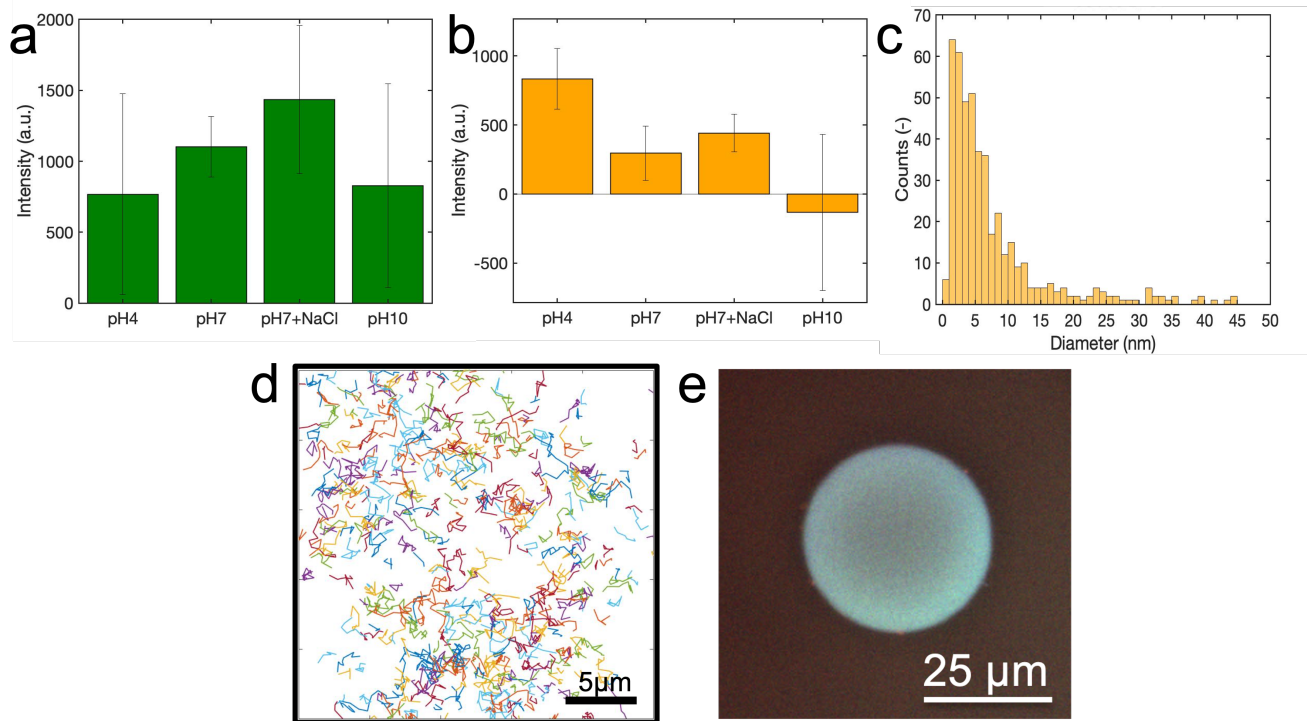 a
Intensity (a.u.)
2000
1500
1000
500
0
pH4 pH7 pH7+NaCl pH10
b
Intensity (a.u.)
1000
500
0
-500
pH4 pH7 pH7+NaCl pH10
c
Counts (-)
70
60
50
40
30
20
10
0
0 5 10 15 20 25 30 35 40 45 50
Diameter (nm)
d
5μm
e
25 μm